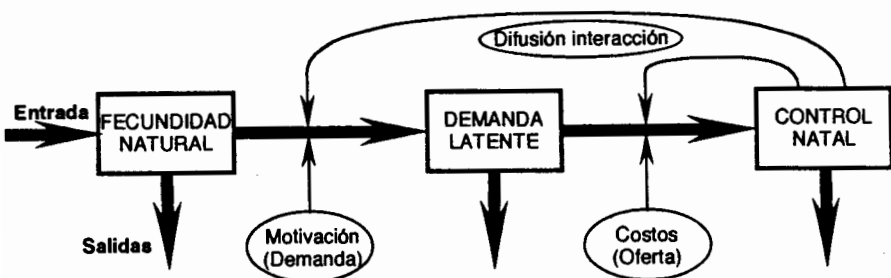 Difusión interacción
Entrada
FECUNDIDAD
NATURAL
DEMANDA
LATENTE
CONTROL
NATAL
Salidas
Motivación
(Demanda)
Costos
(Oferta)